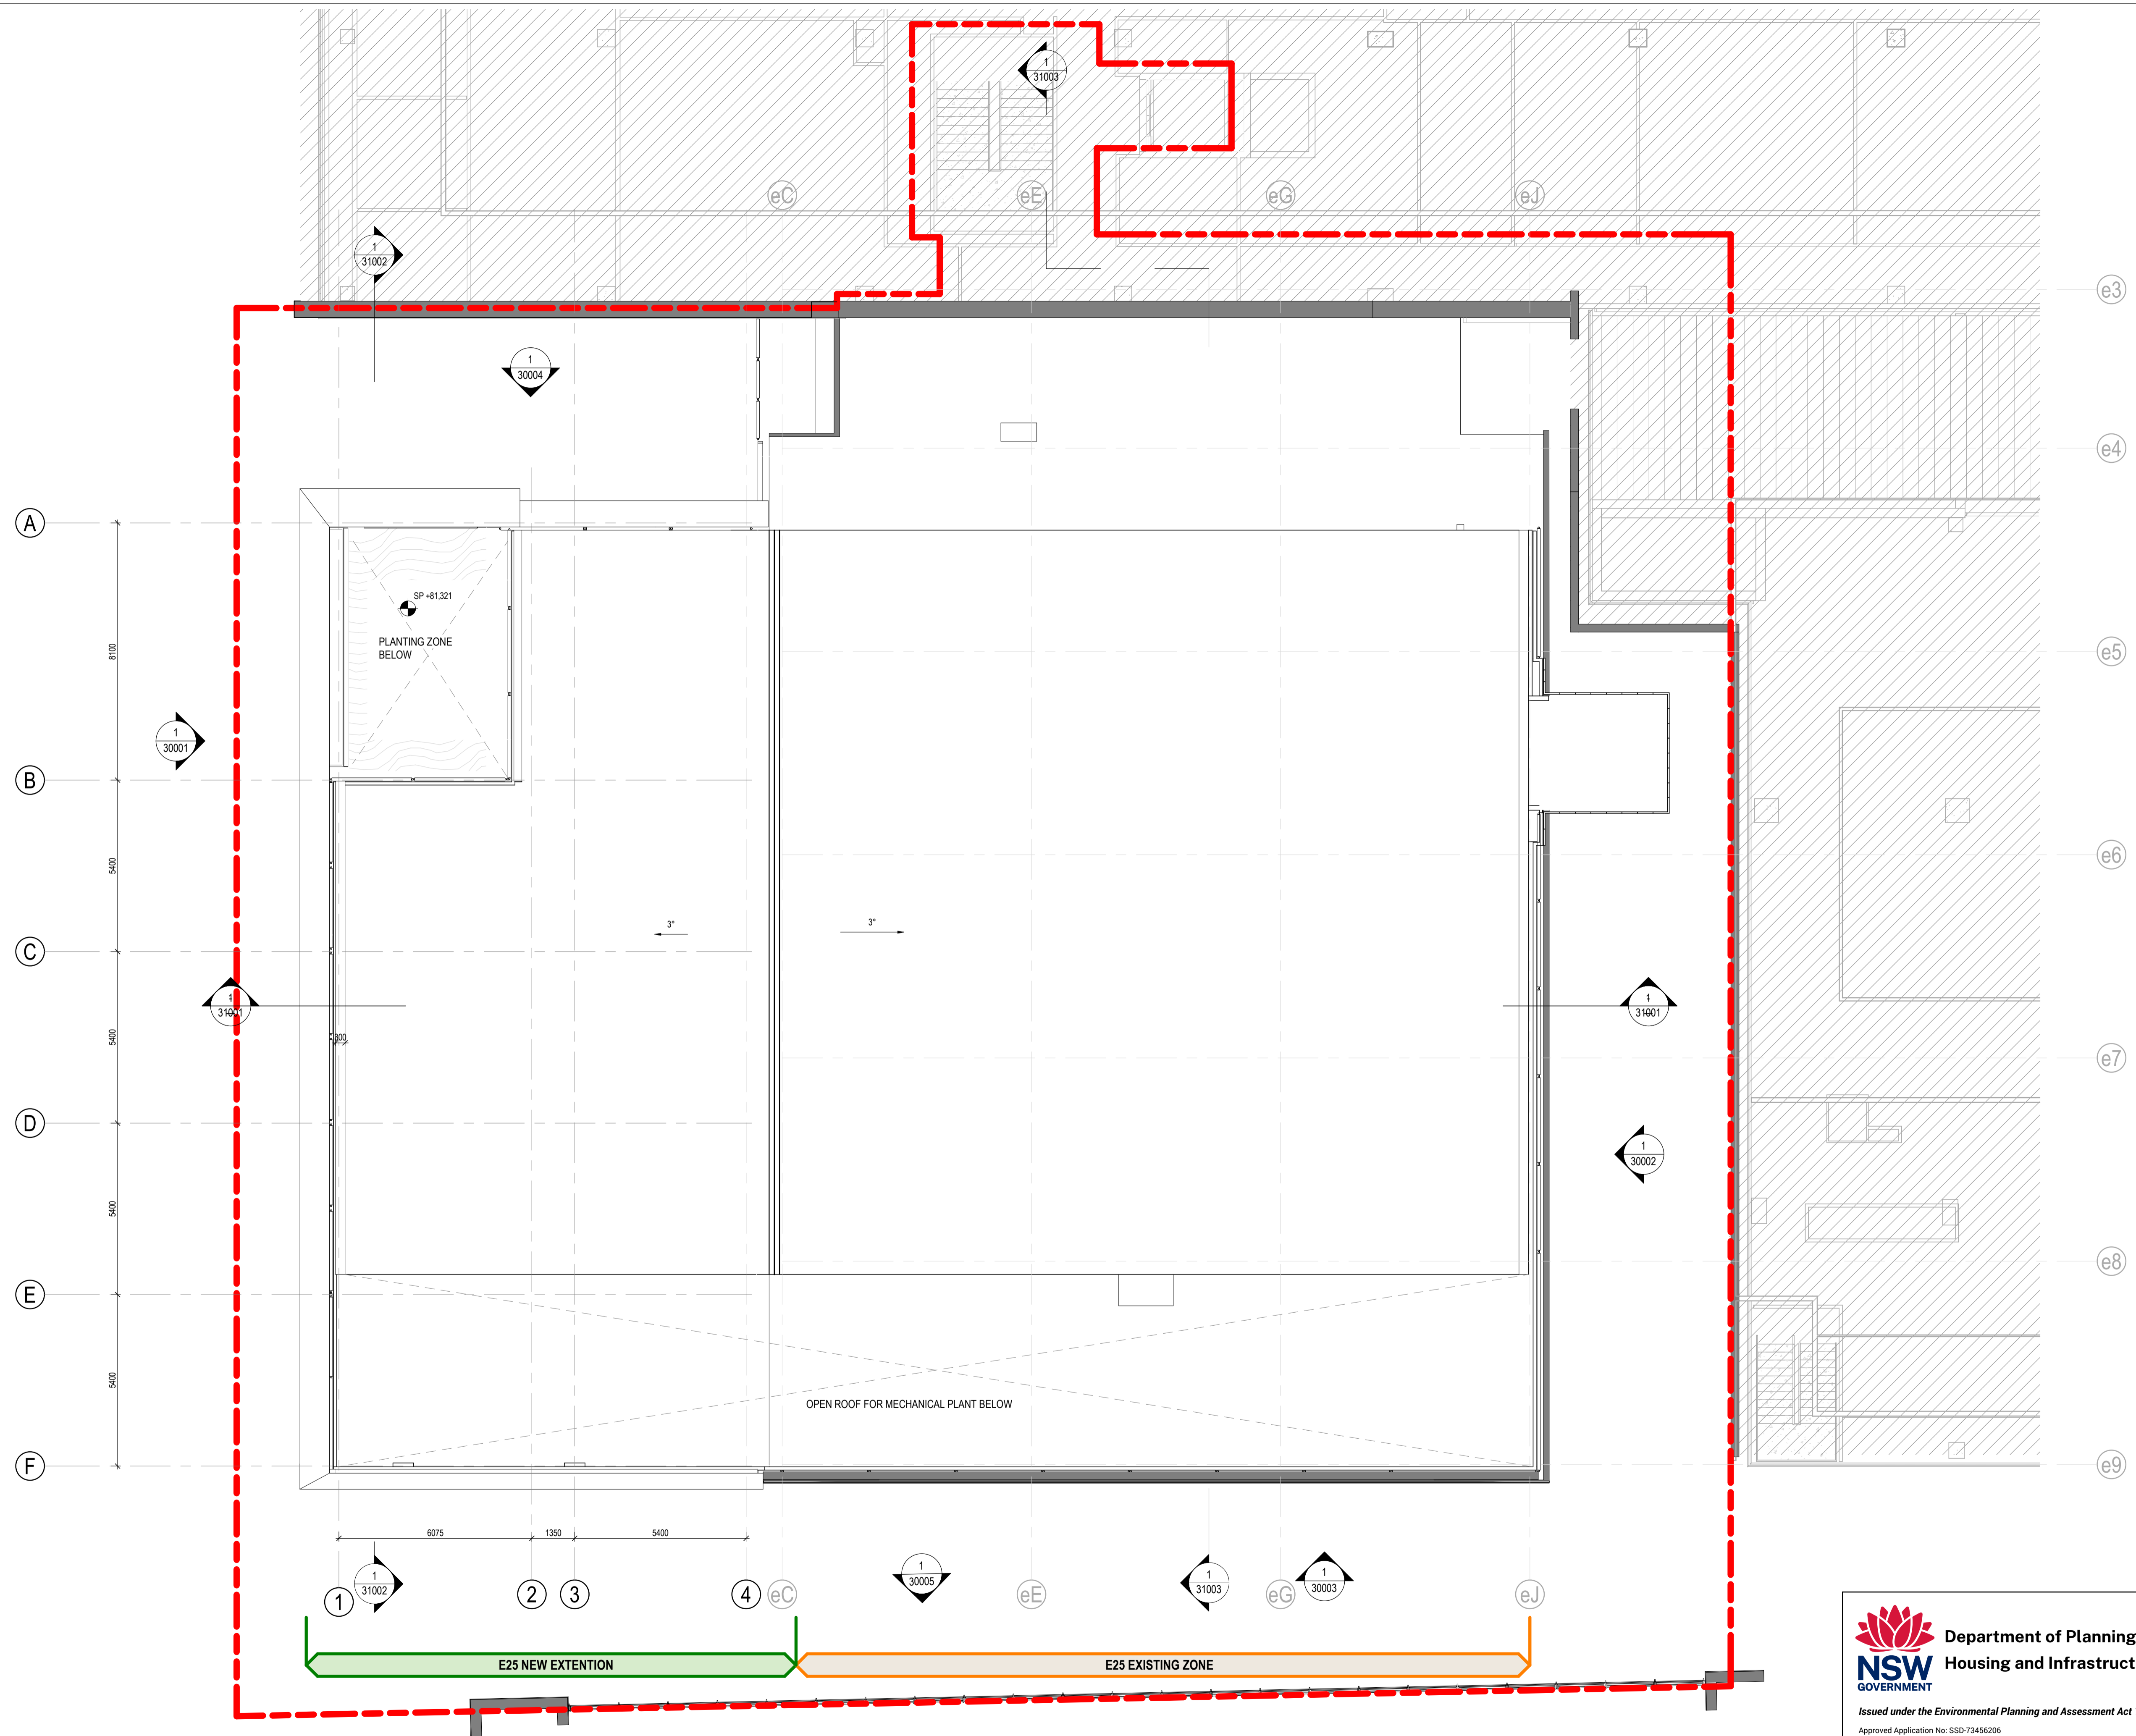 1
31003
eC
eE
eG
eJ
1
31002
e3
1
30004
e4
A
SP +81,321
PLANTING ZONE
BELOW
8100
e5
1
30001
B
5400
e6
3°
3°
C
1
31001
1
31001
300
5400
e7
D
1
30002
5400
e8
E
5400
OPEN ROOF FOR MECHANICAL PLANT BELOW
F
e9
6075
1350
5400
1
31002
1
30005
1
31003
1
30003
1
2
3
4
eC
eE
eG
eJ
E25 NEW EXTENTION
E25 EXISTING ZONE
Department of Planning
Housing and Infrastruct
NSW
GOVERNMENT
Issued under the Environmental Planning and Assessment Act
Approved Application No: SSD-73456206